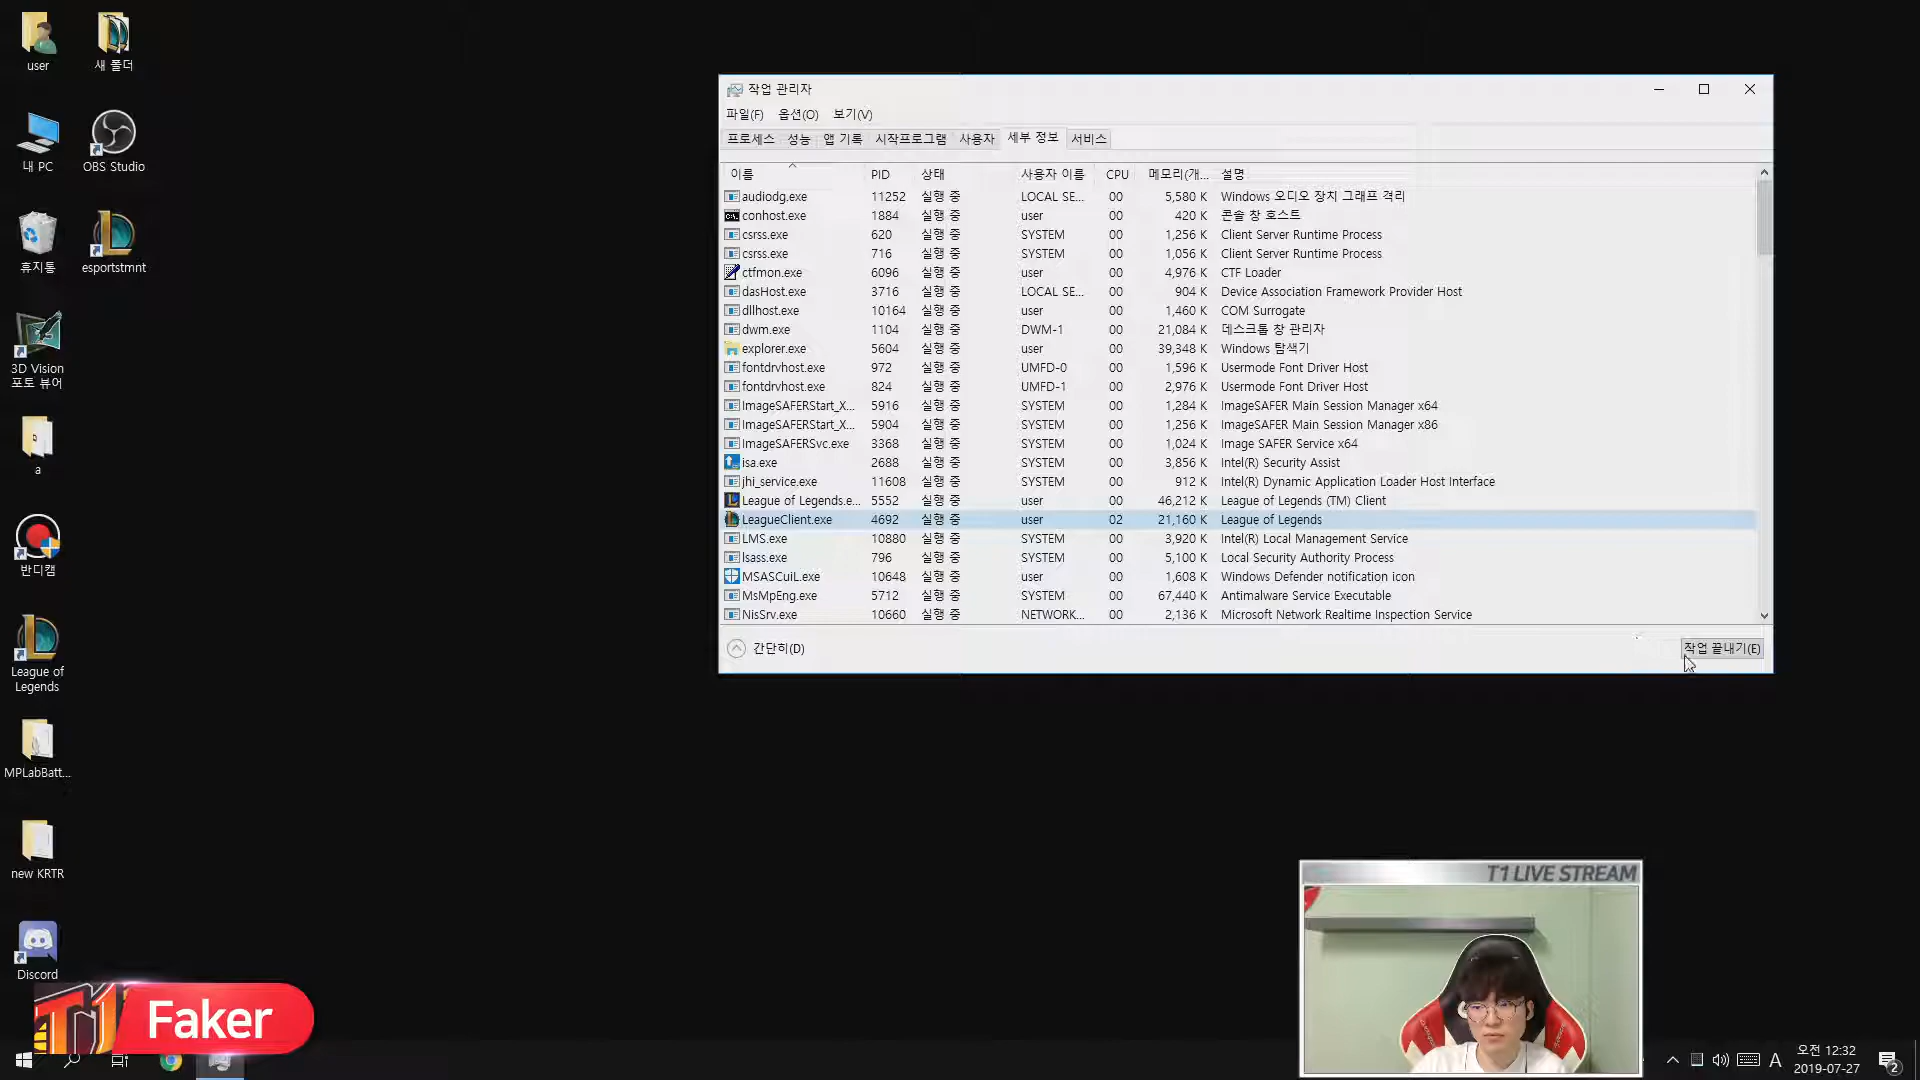 user
새 폴더
내 PC
OBS Studio
휴지통
esportstmnt
3D Vision
포토 뷰어
a
반디캠
League of
Legends
MPLabBatt...
new KRTR
Discord
T1 Faker
작업 관리자
파일(F) 옵션(O) 보기(V)
프로세스 성능 앱 기록 시작프로그램 사용자 세부 정보 서비스
이름 PID 상태 사용자 이름 CPU 메모리(개... 설명
audiodg.exe 11252 실행 중 LOCAL SE... 00 5,580 K Windows 오디오 장치 그래프 격리
conhost.exe 1884 실행 중 user 00 420 K 콘솔 창 호스트
csrss.exe 620 실행 중 SYSTEM 00 1,256 K Client Server Runtime Process
csrss.exe 716 실행 중 SYSTEM 00 1,056 K Client Server Runtime Process
ctfmon.exe 6096 실행 중 user 00 4,976 K CTF Loader
dasHost.exe 3716 실행 중 LOCAL SE... 00 904 K Device Association Framework Provider Host
dllhost.exe 10164 실행 중 user 00 1,460 K COM Surrogate
dwm.exe 1104 실행 중 DWM-1 00 21,084 K 데스크톱 창 관리자
explorer.exe 5604 실행 중 user 00 39,348 K Windows 탐색기
fontdrvhost.exe 972 실행 중 UMFD-0 00 1,596 K Usermode Font Driver Host
fontdrvhost.exe 824 실행 중 UMFD-1 00 2,976 K Usermode Font Driver Host
ImageSAFERStart_X... 5916 실행 중 SYSTEM 00 1,284 K ImageSAFER Main Session Manager x64
ImageSAFERStart_X... 5904 실행 중 SYSTEM 00 1,256 K ImageSAFER Main Session Manager x86
ImageSAFERSvc.exe 3368 실행 중 SYSTEM 00 1,024 K Image SAFER Service x64
isa.exe 2688 실행 중 SYSTEM 00 3,856 K Intel(R) Security Assist
jhi_service.exe 11608 실행 중 SYSTEM 00 912 K Intel(R) Dynamic Application Loader Host Interface
League of Legends.e... 5552 실행 중 user 00 46,212 K League of Legends (TM) Client
LeagueClient.exe 4692 실행 중 user 02 21,160 K League of Legends
LMS.exe 10880 실행 중 SYSTEM 00 3,920 K Intel(R) Local Management Service
lsass.exe 796 실행 중 SYSTEM 00 5,100 K Local Security Authority Process
MSASCuiL.exe 10648 실행 중 user 00 1,608 K Windows Defender notification icon
MsMpEng.exe 5712 실행 중 SYSTEM 00 67,440 K Antimalware Service Executable
NisSrv.exe 10660 실행 중 NETWORK... 00 2,136 K Microsoft Network Realtime Inspection Service
간단히(D) 작업 끝내기(E)
T1 LIVE STREAM
A 오전 12:32
2019-07-27
2